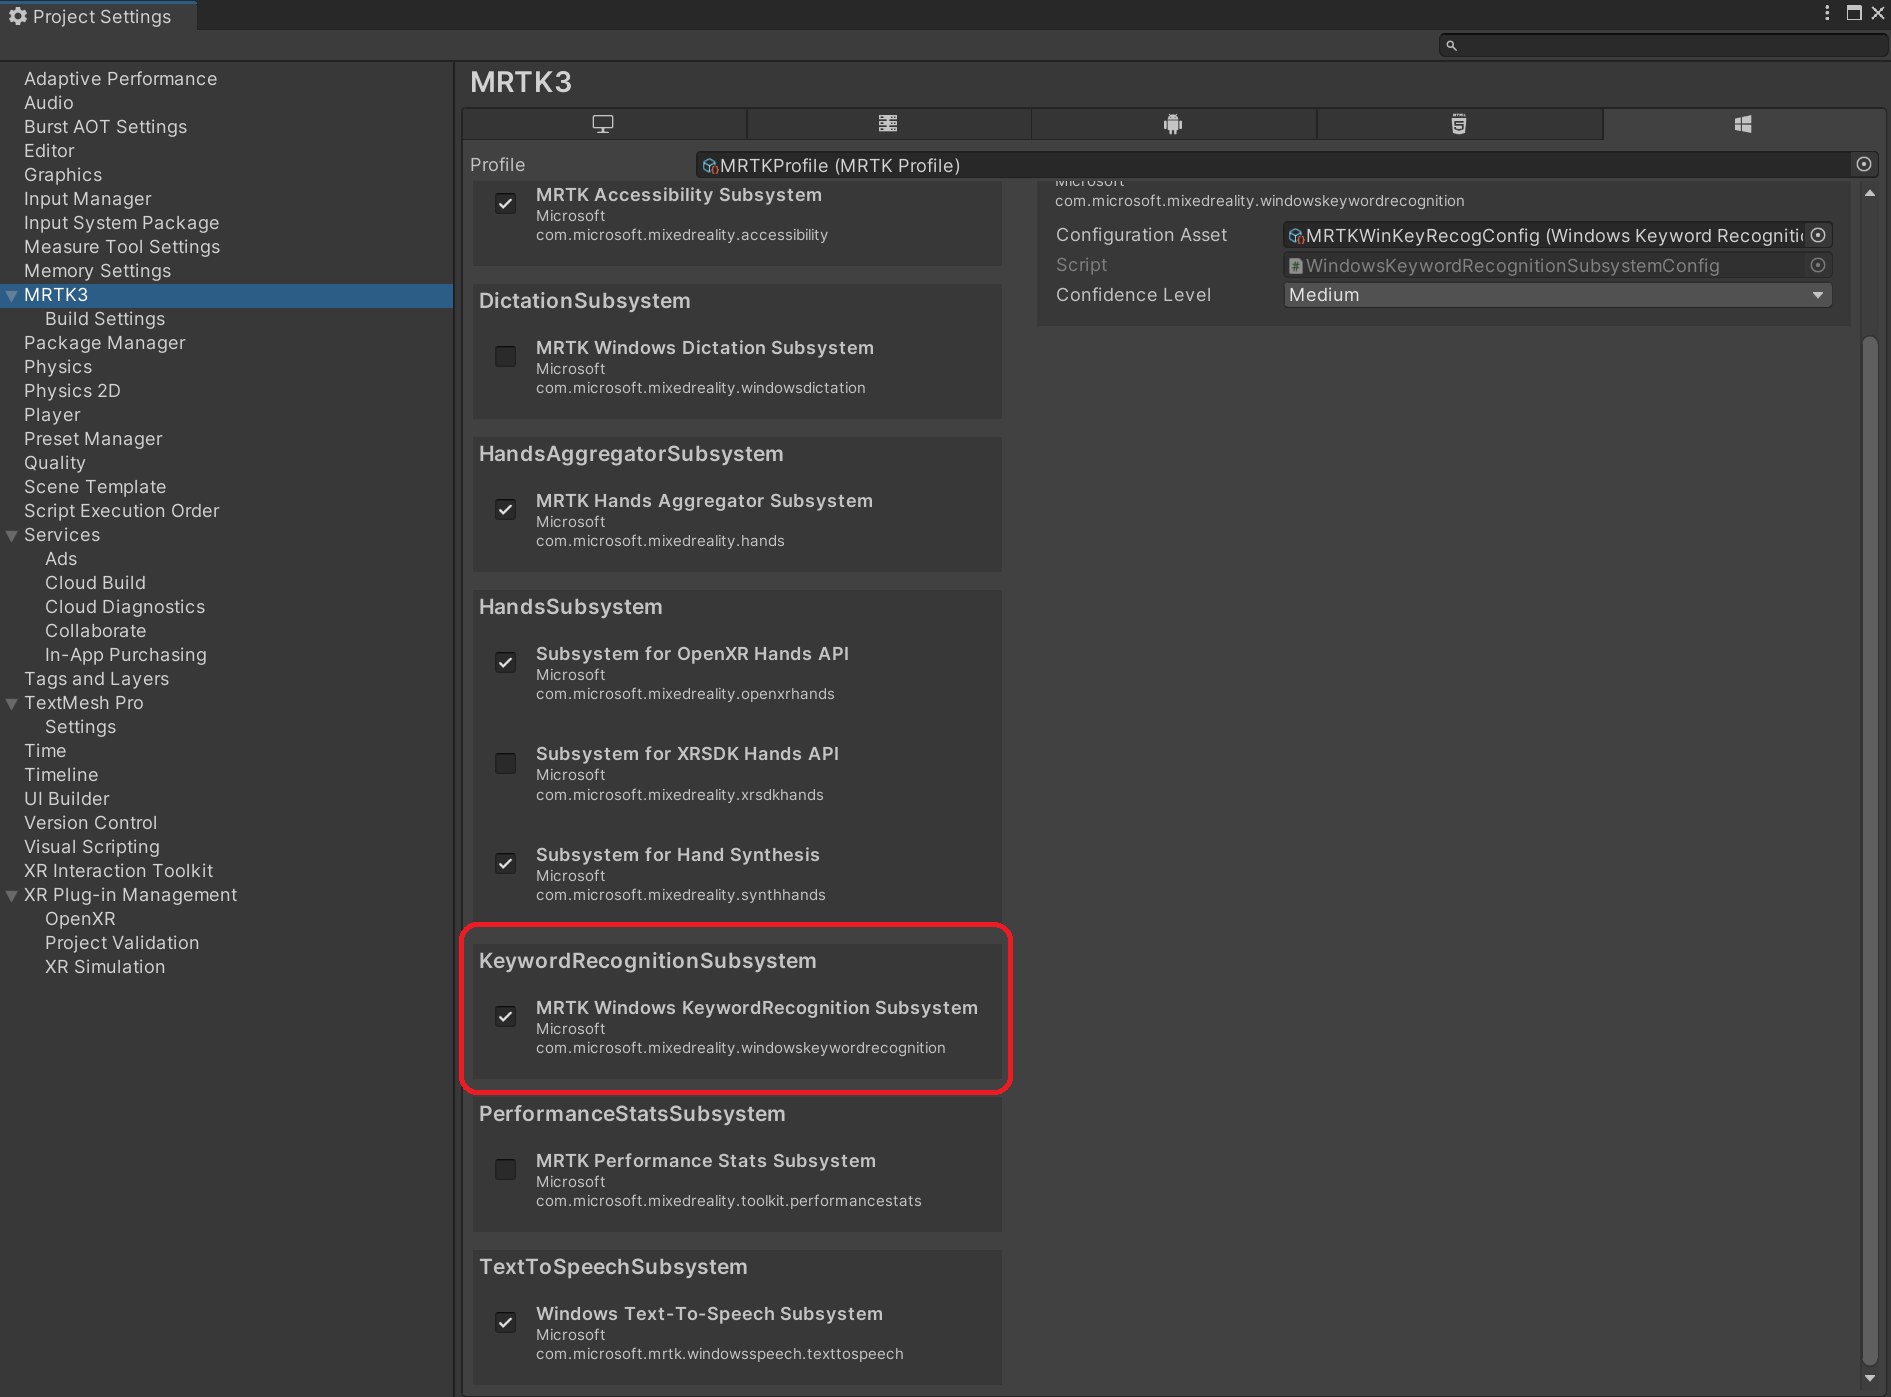 Project Settings
Adaptive Performance
Audio
Burst AOT Settings
Editor
Graphics
Input Manager
Input System Package
Measure Tool Settings
Memory Settings
MRTK3
Build Settings
Package Manager
Physics
Physics 2D
Player
Preset Manager
Quality
Scene Template
Script Execution Order
Services
Ads
Cloud Build
Cloud Diagnostics
Collaborate
In-App Purchasing
Tags and Layers
TextMesh Pro
Settings
Time
Timeline
UI Builder
Version Control
Visual Scripting
XR Interaction Toolkit
XR Plug-in Management
OpenXR
Project Validation
XR Simulation
MRTK3
Profile
MRTKProfile (MRTK Profile)
MRTK Accessibility Subsystem
Microsoft
com.microsoft.mixedreality.accessibility
DictationSubsystem
MRTK Windows Dictation Subsystem
Microsoft
com.microsoft.mixedreality.windowsdictation
HandsAggregatorSubsystem
MRTK Hands Aggregator Subsystem
Microsoft
com.microsoft.mixedreality.hands
HandsSubsystem
Subsystem for OpenXR Hands API
Microsoft
com.microsoft.mixedreality.openxrhands
Subsystem for XRSDK Hands API
Microsoft
com.microsoft.mixedreality.xrsdkhands
Subsystem for Hand Synthesis
Microsoft
com.microsoft.mixedreality.synthhands
KeywordRecognitionSubsystem
MRTK Windows KeywordRecognition Subsystem
Microsoft
com.microsoft.mixedreality.windowskeywordrecognition
PerformanceStatsSubsystem
MRTK Performance Stats Subsystem
Microsoft
com.microsoft.mixedreality.toolkit.performancestats
TextToSpeechSubsystem
Windows Text-To-Speech Subsystem
Microsoft
com.microsoft.mrtk.windowsspeech.texttospeech
Microsoft
com.microsoft.mixedreality.windowskeywordrecognition
Configuration Asset
MRTKWinKeyRecogConfig (Windows Keyword Recogniti
Script
WindowsKeywordRecognitionSubsystemConfig
Confidence Level
Medium